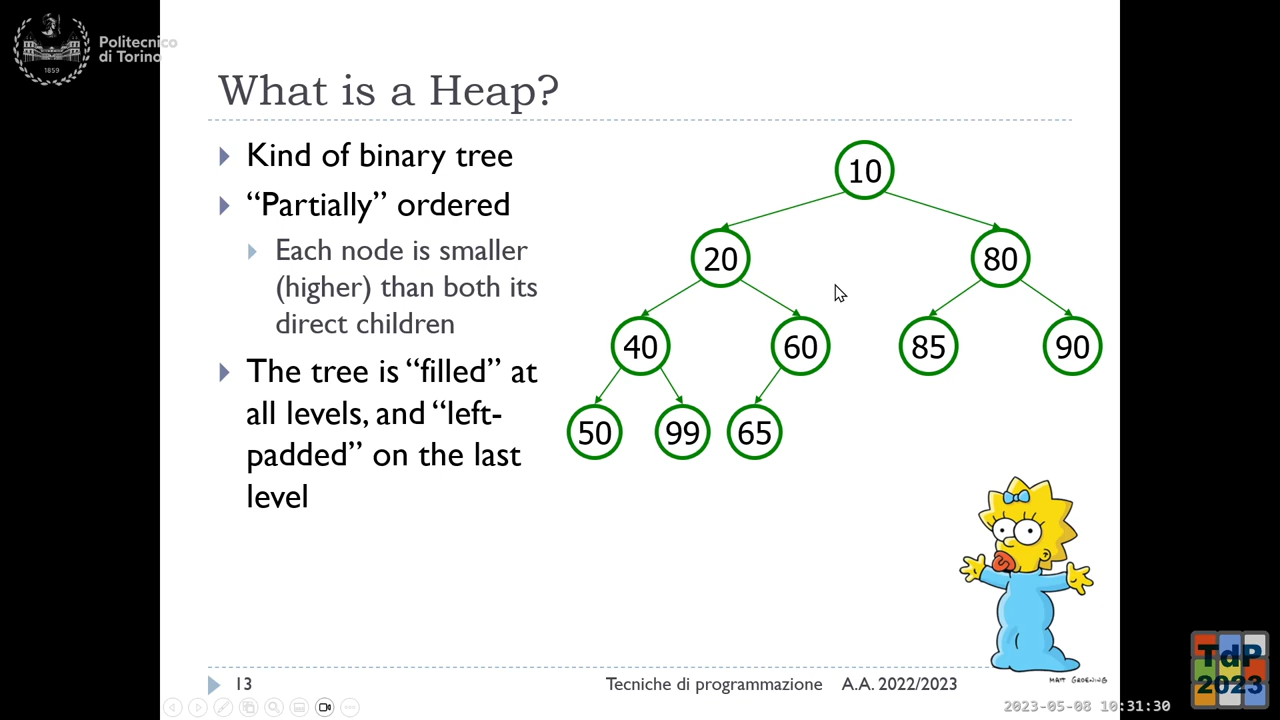 Politecnico
di Torino
1859
What is a Heap?
Kind of binary tree
“Partially” ordered
Each node is smaller
(higher) than both its
direct children
The tree is “filled” at
all levels, and “left-
padded” on the last
level
10
20
80
40
60
85
90
50
99
65
MATT GROENING
13
Tecniche di programmazione
A.A. 2022/2023
TdP
2023
2023-05-08 10:31:30